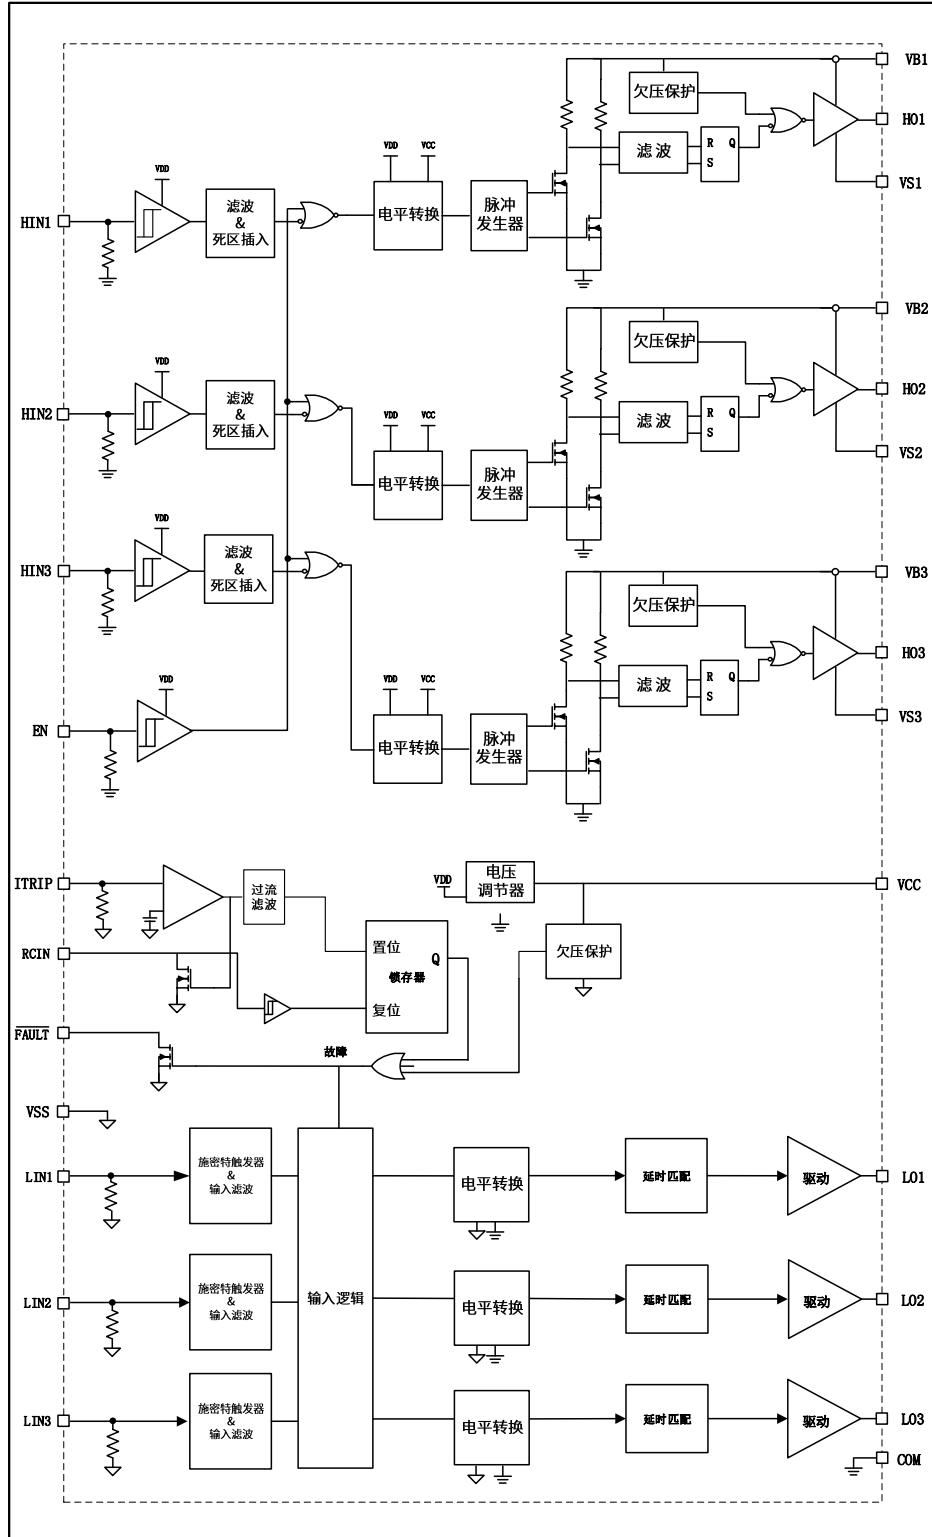 VB1
欠压保护
HO1
滤波
R Q
S
VS1
VDD
VCC
VDD
HIN1
滤波
&
死区插入
电平转换
脉冲
发生器
VB2
欠压保护
HO2
滤波
R Q
S
VS2
VDD
HIN2
滤波
&
死区插入
VDD
VCC
电平转换
脉冲
发生器
VDD
HIN3
滤波
&
死区插入
VB3
欠压保护
HO3
滤波
R Q
S
VS3
VDD
VCC
VDD
EN
电平转换
脉冲
发生器
ITRIP
过流
滤波
VDD
电压
调节器
VCC
RCIN
置位
Q
锁存器
复位
欠压保护
FAULT
故障
VSS
LIN1
施密特触发器
&
输入滤波
电平转换
延时匹配
驱动
LO1
LIN2
施密特触发器
&
输入滤波
输入逻辑
电平转换
延时匹配
驱动
LO2
LIN3
施密特触发器
&
输入滤波
电平转换
延时匹配
驱动
LO3
COM